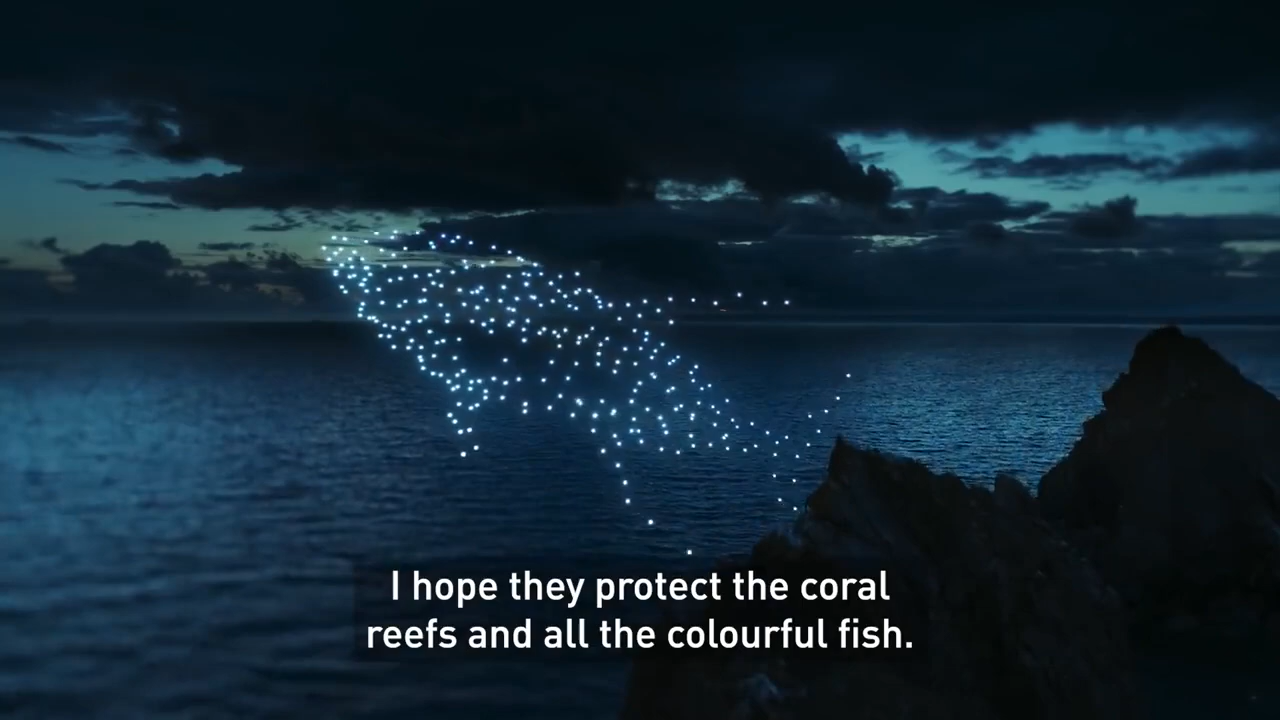 I hope they protect the coral
reefs and all the colourful fish.